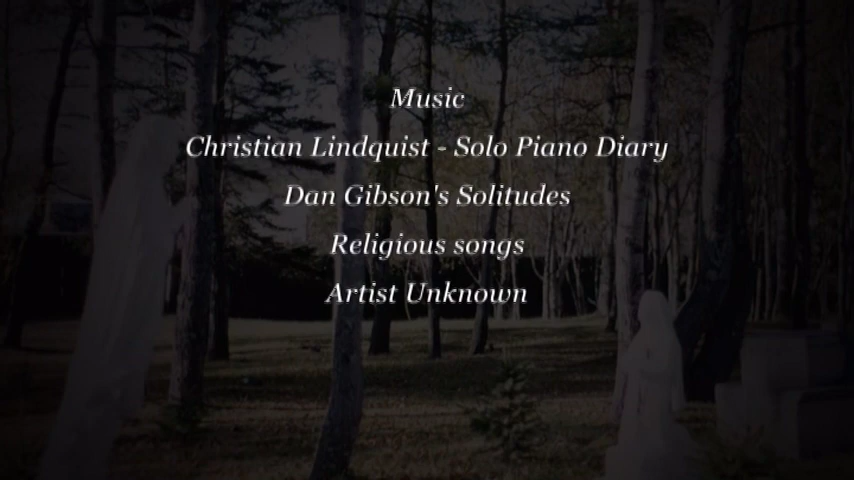 Music
Christian Lindquist - Solo Piano Diary
Dan Gibson's Solitudes
Religious songs
Artist Unknown